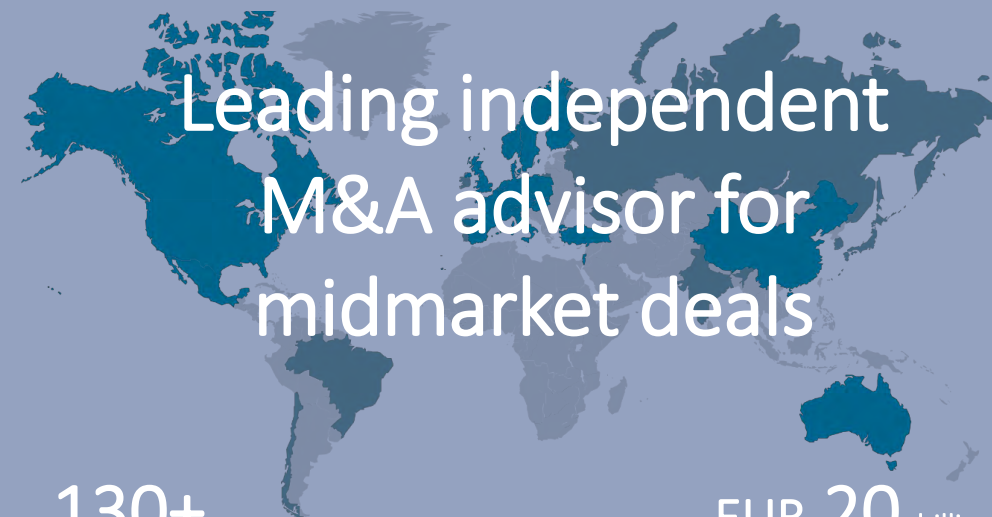 Leading independent
M&A advisor for
midmarket deals
130+
EUR 20